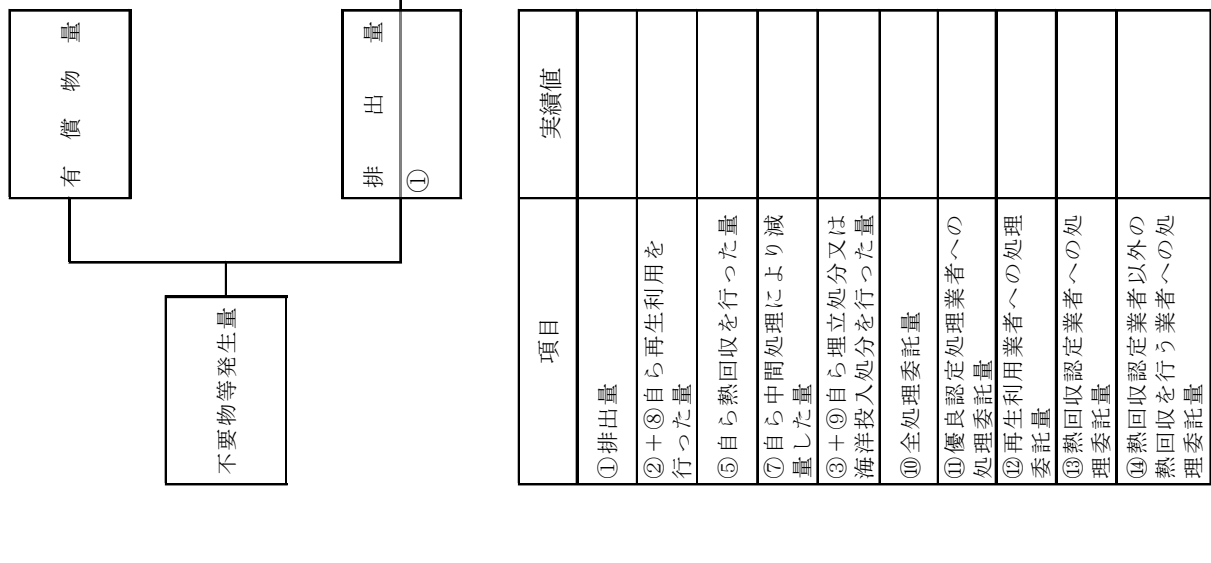 不要物等発生量
有償物量
排出量
①
項目
実績値
①排出量
②＋⑧自ら再生利用を
行った量
⑤自ら熱回収を行った量
⑦自ら中間処理により減
量した量
③＋⑨自ら埋立処分又は
海洋投入処分を行った量
⑩全処理委託量
⑪優良認定処理業者への
処理委託量
⑫再生利用業者への処理
委託量
⑬熱回収認定業者への処
理委託量
⑭熱回収認定業者以外の
熱回収を行う業者への処
理委託量